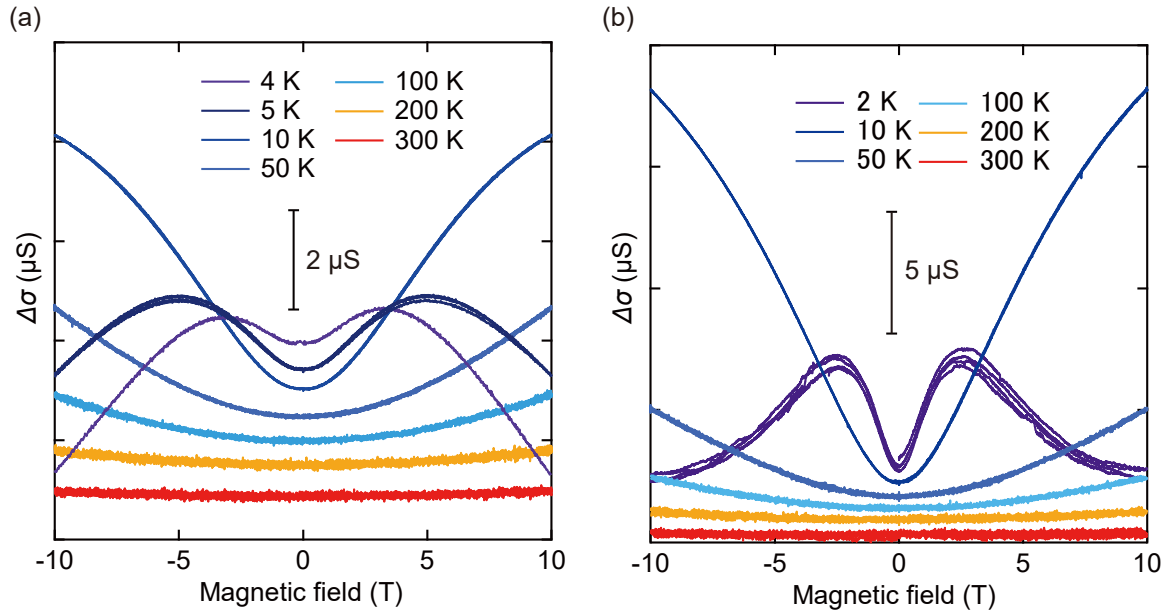 (a)
4 K
5 K
10 K
50 K
100 K
200 K
300 K
2 μS
Δσ (μS)
-10
-5
0
5
10
Magnetic field (T)
(b)
2 K
10 K
50 K
100 K
200 K
300 K
5 μS
Δσ (μS)
-10
-5
0
5
10
Magnetic field (T)